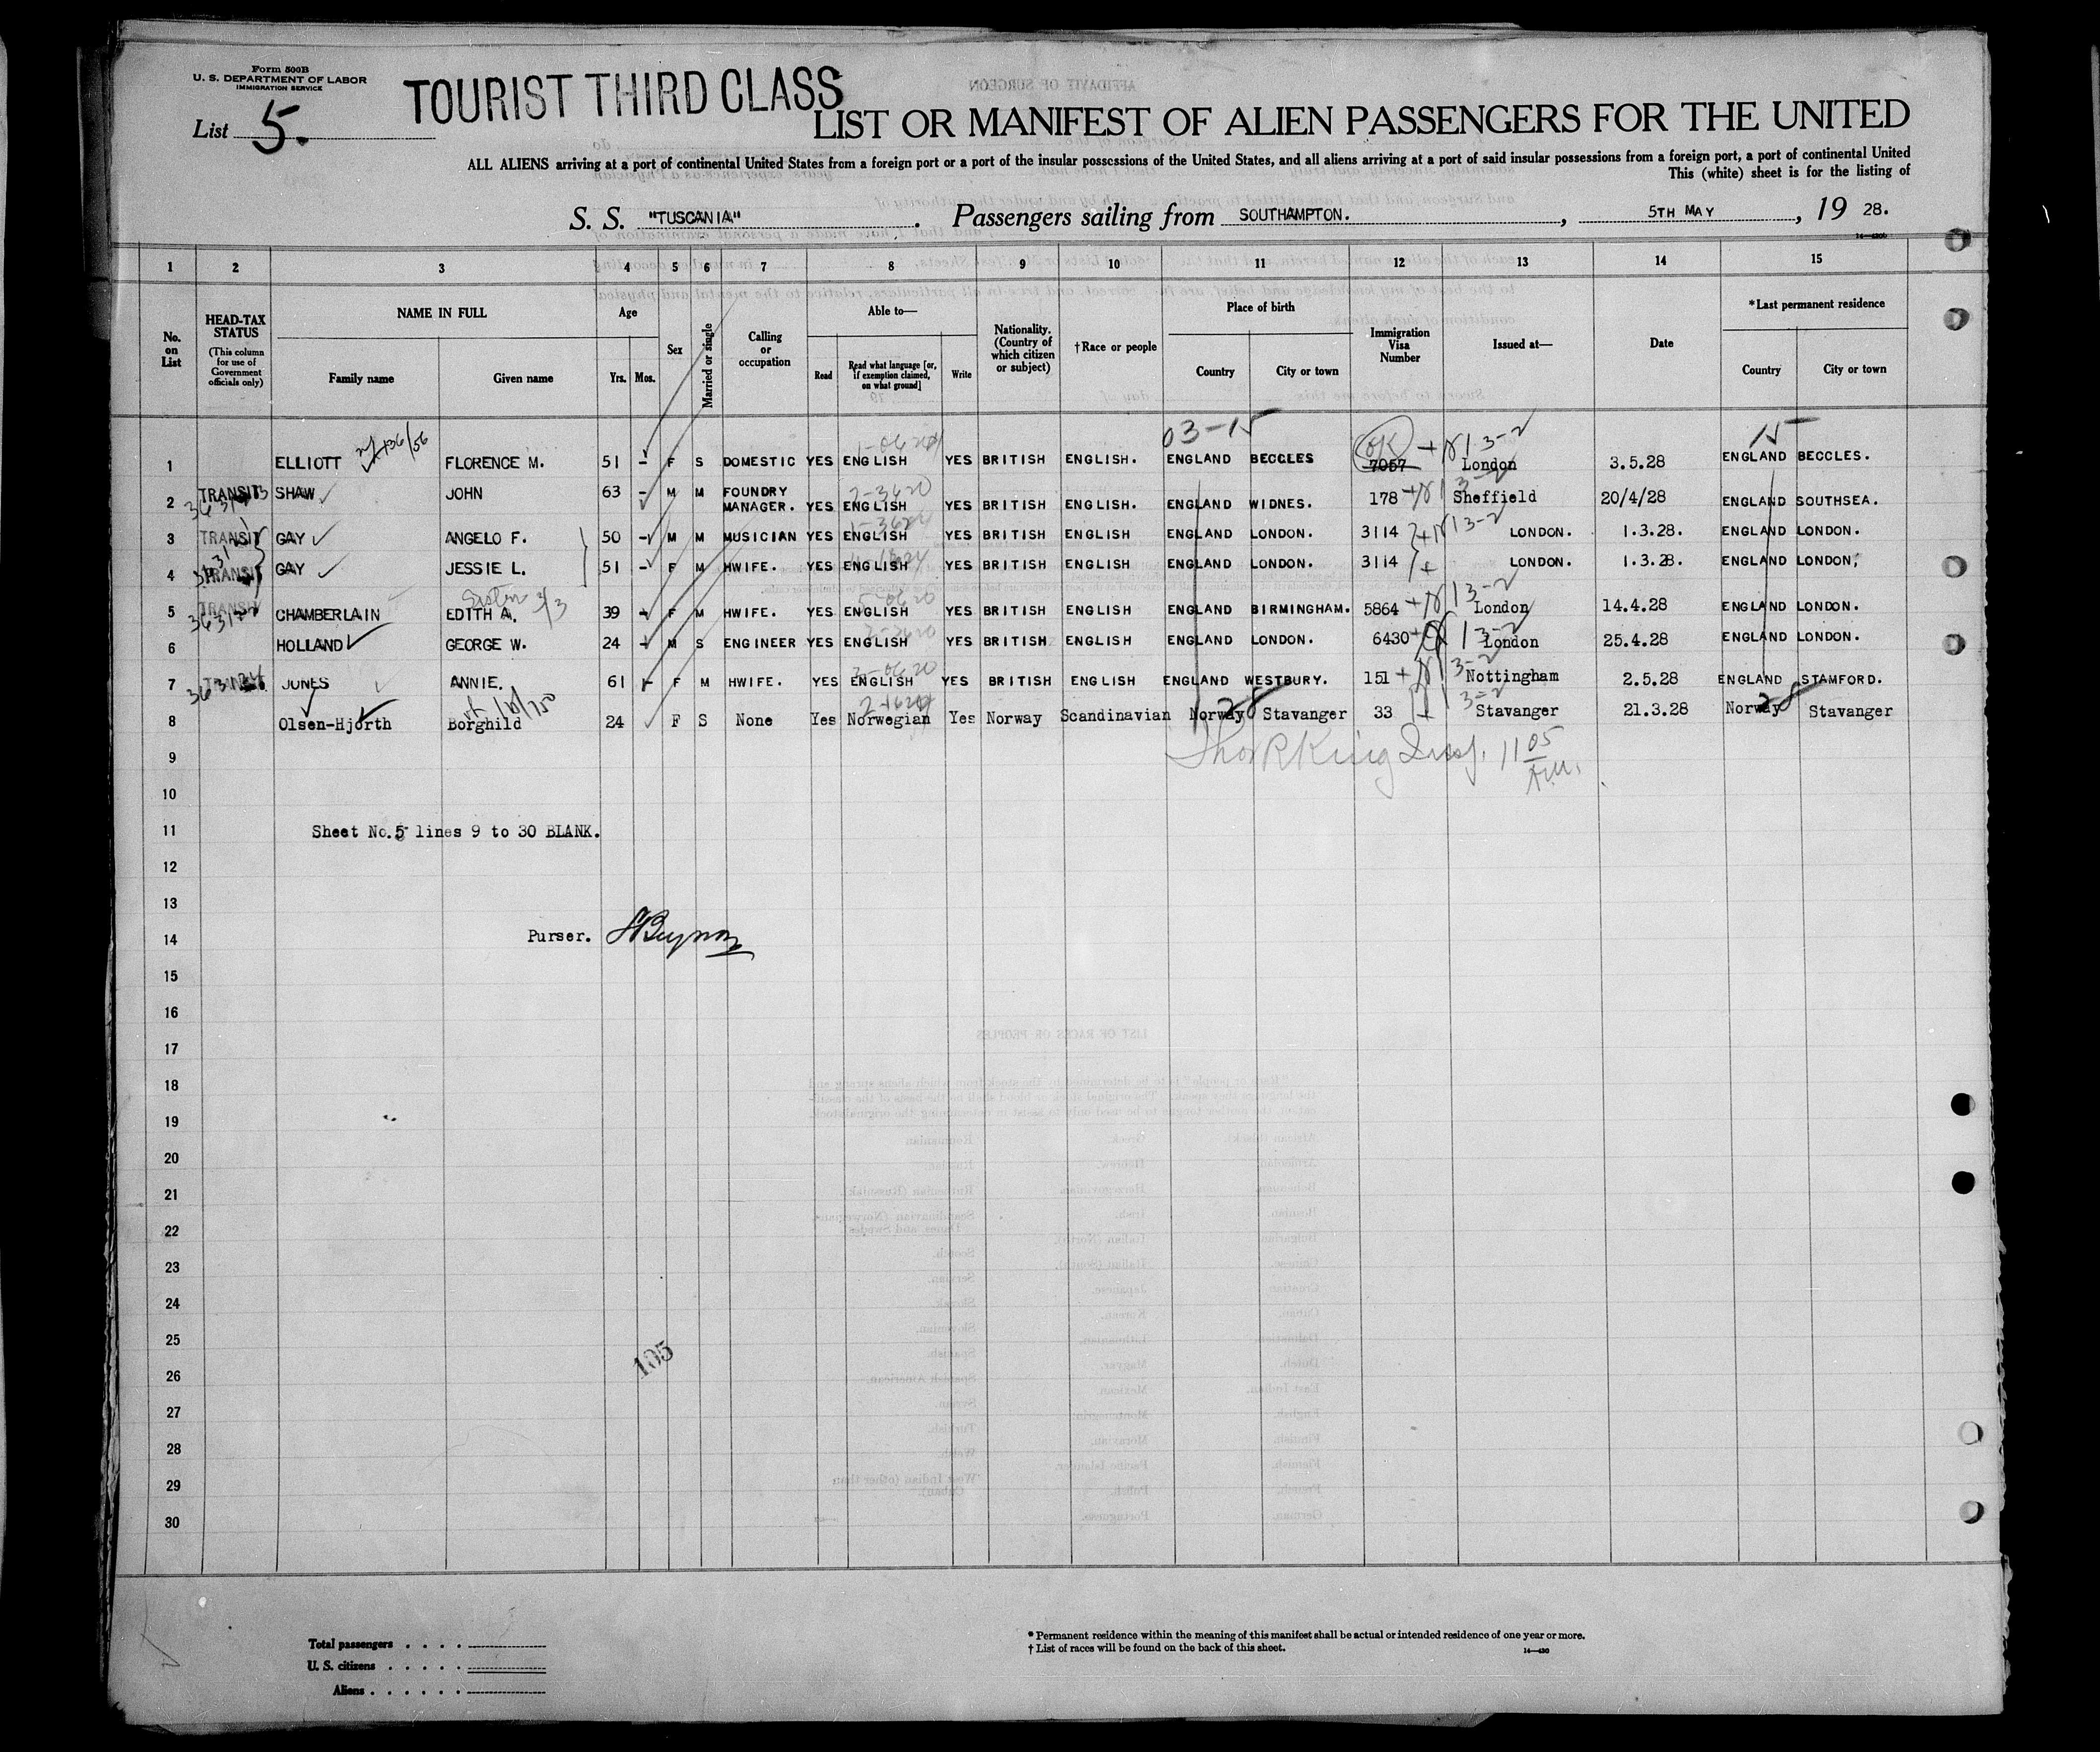 Form 500B
U. S. DEPARTMENT OF LABOR
IMMIGRATION SERVICE
TOURIST THIRD CLASS
List 5.
LIST OR MANIFEST OF ALIEN PASSENGERS FOR THE UNITED
ALL ALIENS arriving at a port of continental United States from a foreign port or a port of the insular possessions of the United States, and all aliens arriving at a port of said insular possessions from a foreign port, a port of continental United
This (white) sheet is for the listing of
S. S. "TUSCANIA". Passengers sailing from SOUTHAMPTON., 5TH MAY, 19 28.
1 2 3 4 5 6 7 8 9 10 11 12 13 14 15
No. on List
HEAD-TAX STATUS (This column for use of Government officials only)
NAME IN FULL
Family name Given name
Age
Yrs. Mos.
Sex
Married or single
Calling or occupation
Able to—
Read Read what language [or, if exemption claimed, on what ground] Write
Nationality. (Country of which citizen or subject)
†Race or people
Place of birth
Country City or town
Immigration Visa Number
Issued at—
Date
*Last permanent residence
Country City or town
03-15 15
1 ELLIOTT FLORENCE M. 51 - F S DOMESTIC YES ENGLISH YES BRITISH ENGLISH. ENGLAND BECCLES OK 7057 London 3.5.28 ENGLAND BECCLES.
2 TRANSIT SHAW JOHN 63 - M M FOUNDRY MANAGER. YES ENGLISH YES BRITISH ENGLISH. ENGLAND WIDNES. 178 Sheffield 20/4/28 ENGLAND SOUTHSEA.
3 TRANSIT GAY ANGELO F. 50 - M M MUSICIAN YES ENGLISH YES BRITISH ENGLISH ENGLAND LONDON. 3114 LONDON. 1.3.28. ENGLAND LONDON.
4 TRANSIT GAY JESSIE L. 51 - F M HWIFE. YES ENGLISH YES BRITISH ENGLISH ENGLAND LONDON. 3114 LONDON. 1.3.28. ENGLAND LONDON.
5 TRANSIT CHAMBERLAIN EDITH A. 39 - F M HWIFE. YES ENGLISH YES BRITISH ENGLISH ENGLAND BIRMINGHAM. 5864 London 14.4.28 ENGLAND LONDON.
6 HOLLAND GEORGE W. 24 - M S ENGINEER YES ENGLISH YES BRITISH ENGLISH ENGLAND LONDON. 6430 London 25.4.28 ENGLAND LONDON.
7 JONES ANNIE. 61 - F M HWIFE. YES ENGLISH YES BRITISH ENGLISH ENGLAND WESTBURY. 151 Nottingham 2.5.28 ENGLAND STAMFORD.
8 Olsen-Hjorth Borghild 24 F S None Yes Norwegian Yes Norway Scandinavian Norway Stavanger 33 Stavanger 21.3.28 Norway Stavanger
9
10
11 Sheet No.5 lines 9 to 30 BLANK.
12
13
14 Purser.
15
16
17
18
19
20
21
22
23
24
25
105
26
27
28
29
30
Total passengers
U. S. citizens
Aliens
* Permanent residence within the meaning of this manifest shall be actual or intended residence of one year or more.
† List of races will be found on the back of this sheet.